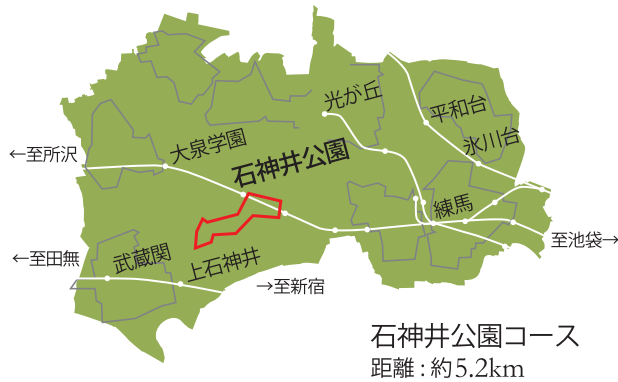 光が丘
平和台
氷川台
大泉学園
←至所沢
石神井公園
練馬
至池袋→
←至田無
武蔵関
上石神井
→至新宿
石神井公園コース
距離：約5.2km